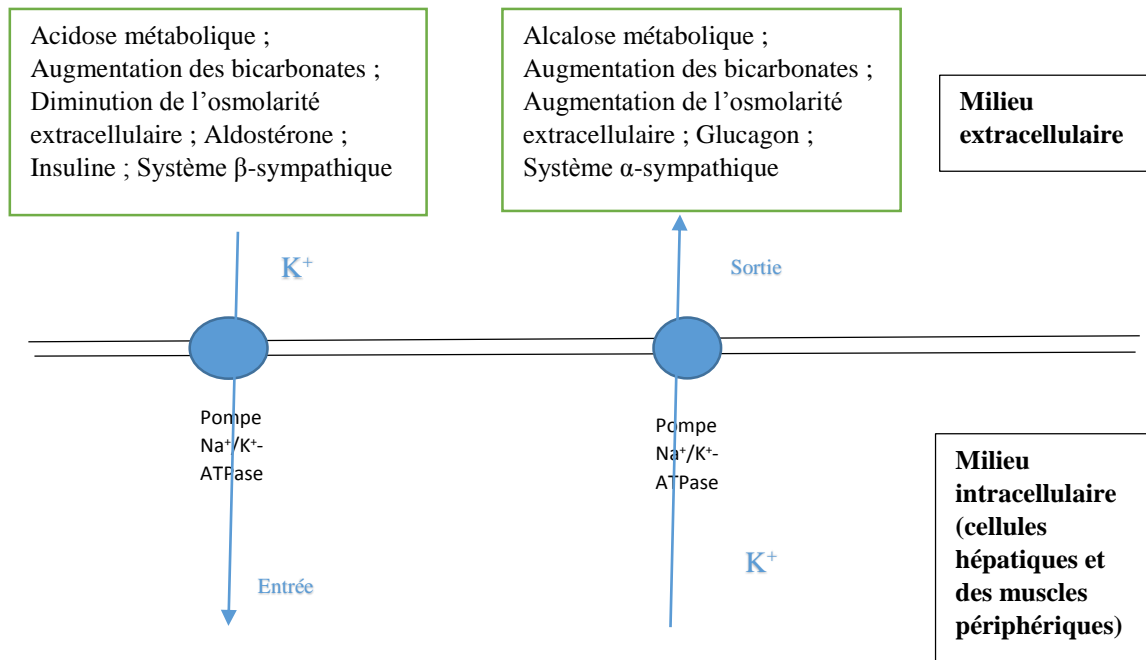 Acidose métabolique ;
Augmentation des bicarbonates ;
Diminution de l’osmolarité
extracellulaire ; Aldostérone ;
Insuline ; Système β-sympathique
Alcalose métabolique ;
Augmentation des bicarbonates ;
Augmentation de l’osmolarité
extracellulaire ; Glucagon ;
Système α-sympathique
Milieu
extracellulaire
K⁺
Sortie
Pompe
Na⁺/K⁺-
ATPase
Pompe
Na⁺/K⁺-
ATPase
Milieu
intracellulaire
(cellules
hépatiques et
des muscles
périphériques)
K⁺
Entrée